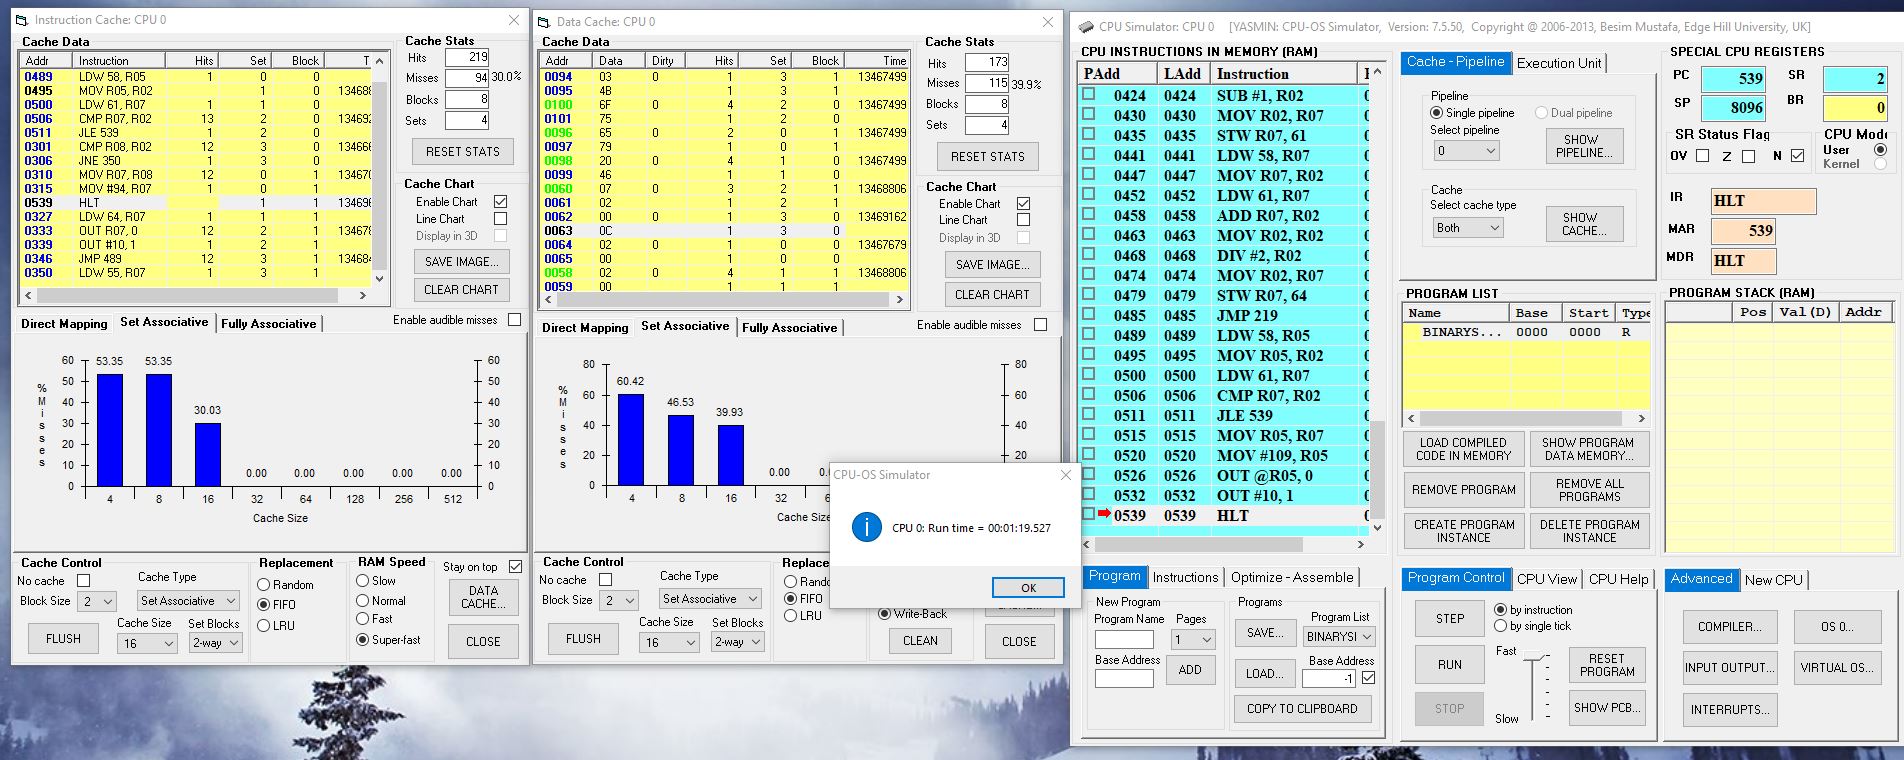 Instruction Cache: CPU 0
Cache Data
Addr Instruction Hits Set Block T
0489 LDW 58, R05 1 0 0
0495 MOV R05, R02 0 1 13468
0500 LDW 61, R07 1 1 0
0506 CMP R07, R02 13 2 0 134692
0511 JLE 539 1 2 0
0301 CMP R08, R02 12 3 0 134666
0306 JNE 350 1 3 0
0310 MOV R07, R08 12 0 1 134670
0315 MOV #94, R07 1 0 1
0539 HLT 1 1 134696
0327 LDW 64, R07 1 1 1
0333 OUT R07, 0 12 2 1 134678
0339 OUT #10, 1 1 2 1
0346 JMP 489 12 3 1 134684
0350 LDW 55, R07 1 3 1
Cache Stats
Hits 219
Misses 94 30.0%
Blocks 8
Sets 4
RESET STATS
Cache Chart
Enable Chart
Line Chart
Display in 3D
SAVE IMAGE...
CLEAR CHART
Direct Mapping Set Associative Fully Associative
Enable audible misses
60 53.35 53.35 60
50 50
40 40
30 30.03 30
20 20
10 0.00 0.00 0.00 0.00 0.00 10
0 0
% Misses
4 8 16 32 64 128 256 512
Cache Size
Cache Control
No cache
Block Size 2
FLUSH
Cache Type
Set Associative
Cache Size Set Blocks
16 2-way
Replacement
Random
FIFO
LRU
RAM Speed
Slow
Normal
Fast
Super-fast
Stay on top
DATA CACHE...
CLOSE
Data Cache: CPU 0
Cache Data
Addr Data Dirty Hits Set Block Time
0094 03 0 1 3 1 13467499
0095 4B 1 3 1
0100 6F 0 4 2 0 13467499
0101 75 1 2 0
0096 65 0 2 0 0 13467499
0097 79 1 0 0
0098 20 0 4 1 0 13467499
0099 46 1 1 0
0060 07 0 3 2 1 13468806
0061 02 1 2 1
0062 00 0 1 3 0 13469162
0063 0C 1 3 0
0064 02 0 1 0 1 13467679
0065 00 1 0 1
0058 02 0 4 1 1 13468806
0059 00 1 1 1
Cache Stats
Hits 173
Misses 115 39.9%
Blocks 8
Sets 4
RESET STATS
Cache Chart
Enable Chart
Line Chart
Display in 3D
SAVE IMAGE...
CLEAR CHART
Direct Mapping Set Associative Fully Associative
Enable audible misses
80 80
60 60.42 60
40 46.53 39.93 40
20 0.00 20
0
% Misses
4 8 16 32 6
Cache Size
Cache Control
No cache
Block Size 2
FLUSH
Cache Type
Set Associative
Cache Size Set Blocks
16 2-way
FIFO
LRU
Write-Back
CLEAN
CLOSE
CPU-OS Simulator
CPU 0: Run time = 00:01:19.527
OK
CPU Simulator: CPU 0 [YASMIN: CPU-OS Simulator, Version: 7.5.50, Copyright @ 2006-2013, Besim Mustafa, Edge Hill University, UK]
CPU INSTRUCTIONS IN MEMORY (RAM)
PAdd LAdd Instruction
0424 0424 SUB #1, R02
0430 0430 MOV R02, R07
0435 0435 STW R07, 61
0441 0441 LDW 58, R07
0447 0447 MOV R07, R02
0452 0452 LDW 61, R07
0458 0458 ADD R07, R02
0463 0463 MOV R02, R02
0468 0468 DIV #2, R02
0474 0474 MOV R02, R07
0479 0479 STW R07, 64
0485 0485 JMP 219
0489 0489 LDW 58, R05
0495 0495 MOV R05, R02
0500 0500 LDW 61, R07
0506 0506 CMP R07, R02
0511 0511 JLE 539
0515 0515 MOV R05, R07
0520 0520 MOV #109, R05
0526 0526 OUT @R05, 0
0532 0532 OUT #10, 1
0539 0539 HLT
Program Instructions Optimize - Assemble
New Program
Program Name Pages
1
Base Address
ADD
Programs
SAVE...
Program List
BINARYSI
LOAD...
Base Address
-1
COPY TO CLIPBOARD
Cache - Pipeline Execution Unit
Pipeline
Single pipeline Dual pipeline
Select pipeline
0
SHOW PIPELINE...
Cache
Select cache type
Both
SHOW CACHE...
SPECIAL CPU REGISTERS
PC 539 SR 2
SP 8096 BR 0
SR Status Flag
OV Z N
CPU Mode
User
Kernel
IR HLT
MAR 539
MDR HLT
PROGRAM LIST
Name Base Start Type
BINARYS... 0000 0000 R
LOAD COMPILED CODE IN MEMORY
SHOW PROGRAM DATA MEMORY...
REMOVE PROGRAM
REMOVE ALL PROGRAMS
CREATE PROGRAM INSTANCE
DELETE PROGRAM INSTANCE
PROGRAM STACK (RAM)
Pos Val(D) Addr
Program Control CPU View CPU Help
STEP
by instruction
by single tick
RUN
STOP
Fast
Slow
RESET PROGRAM
SHOW PCB...
Advanced New CPU
COMPILER... OS 0...
INPUT OUTPUT... VIRTUAL OS...
INTERRUPTS...